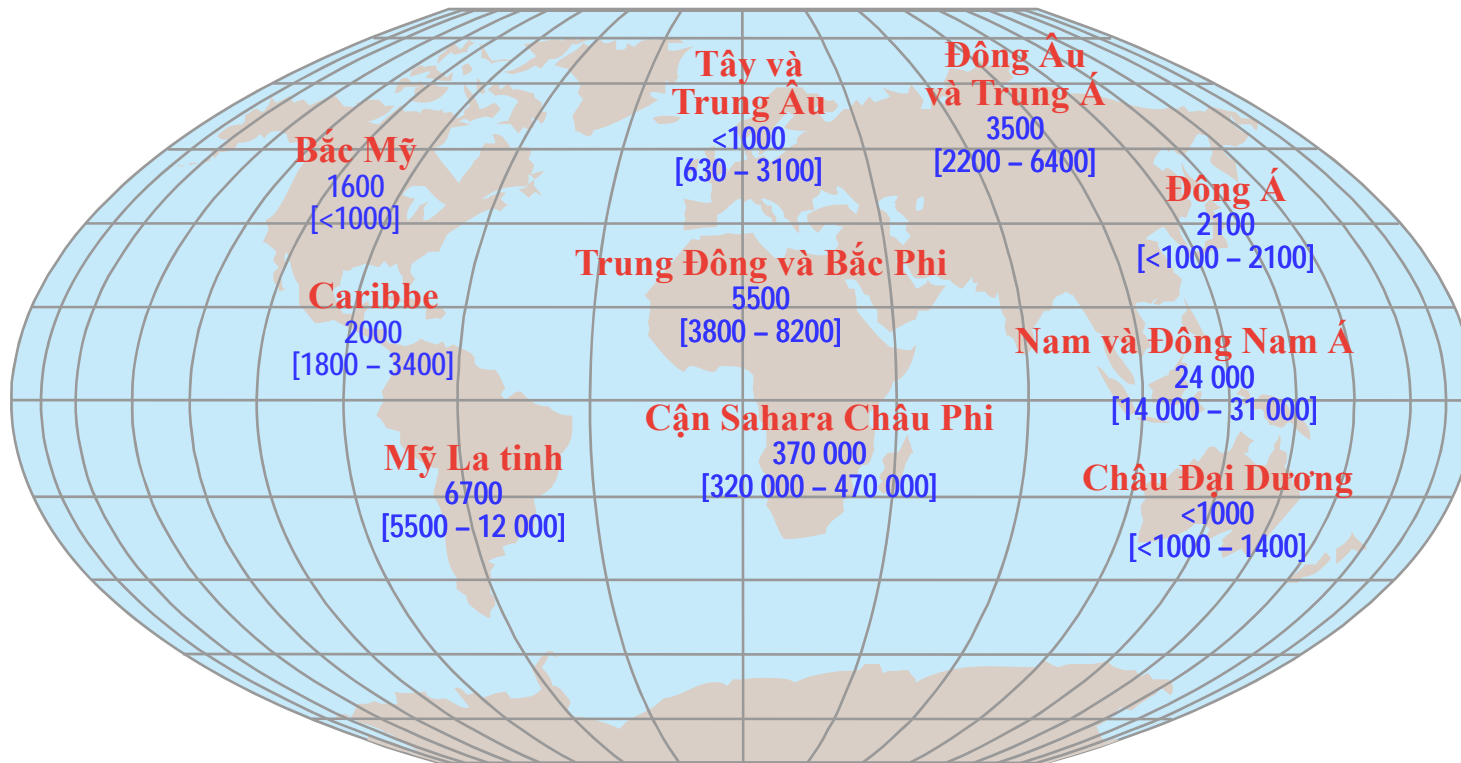 Tây và
Trung Âu
<1000
[630 – 3100]
Đông Âu
và Trung Á
3500
[2200 – 6400]
Bắc Mỹ
1600
[<1000]
Đông Á
2100
[<1000 – 2100]
Trung Đông và Bắc Phi
5500
[3800 – 8200]
Caribbe
2000
[1800 – 3400]
Nam và Đông Nam Á
24 000
[14 000 – 31 000]
Cận Sahara Châu Phi
370 000
[320 000 – 470 000]
Mỹ La tinh
6700
[5500 – 12 000]
Châu Đại Dương
<1000
[<1000 – 1400]